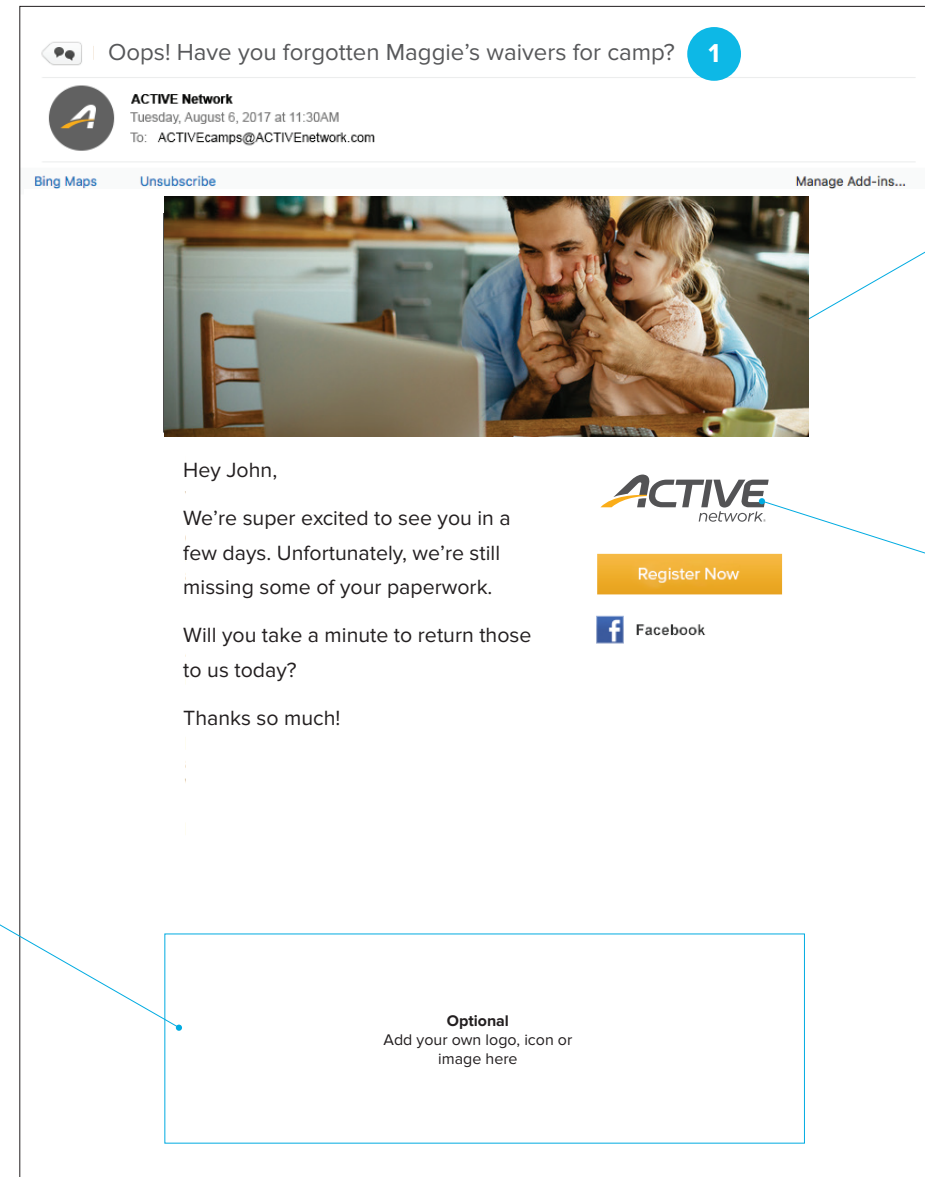 Oops! Have you forgotten Maggie’s waivers for camp? 1
ACTIVE Network
Tuesday, August 6, 2017 at 11:30AM
To: ACTIVEcamps@ACTIVEnetwork.com
Bing Maps Unsubscribe Manage Add-ins...
Hey John,
We’re super excited to see you in a
few days. Unfortunately, we’re still
missing some of your paperwork.
Will you take a minute to return those
to us today?
Thanks so much!
ACTIVE
network.
Register Now
Facebook
Optional
Add your own logo, icon or
image here